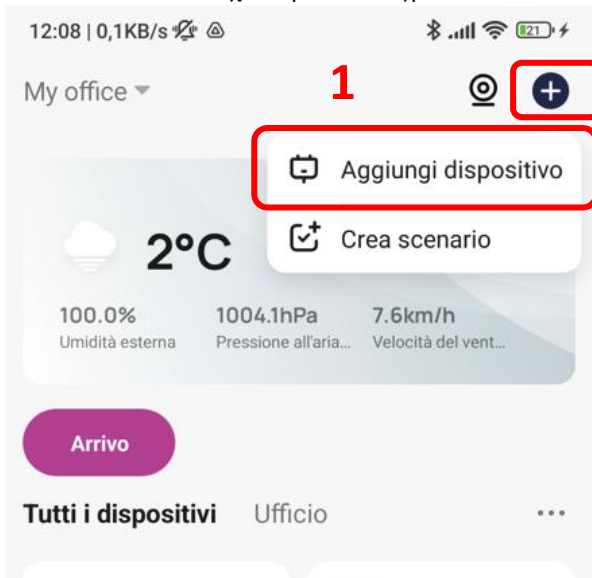 12:08 | 0,1KB/s
21
My office
1
Aggiungi dispositivo
Crea scenario
2°C
100.0% 1004.1hPa 7.6km/h
Umidità esterna Pressione all'aria... Velocità del vent...
Arrivo
Tutti i dispositivi Ufficio